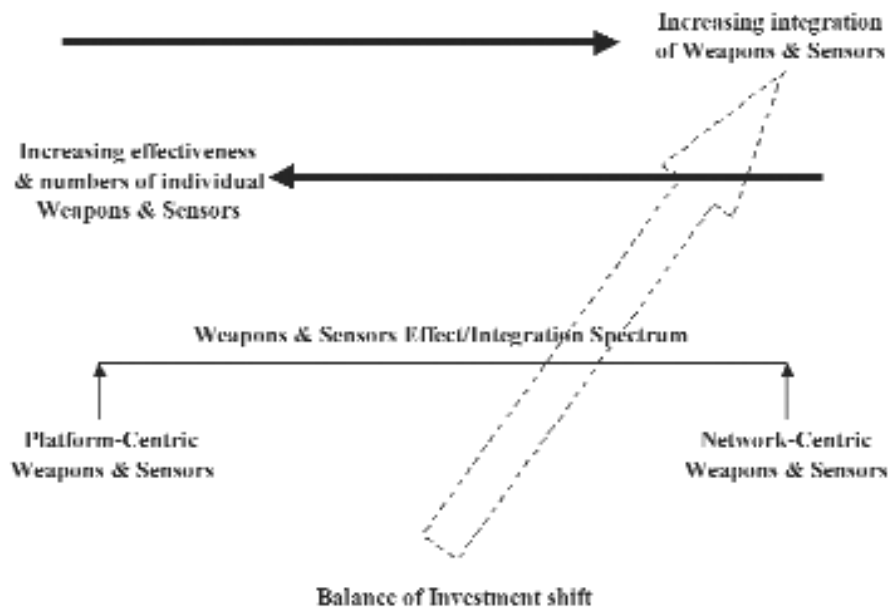 Increasing integration
of Weapons & Sensors
Increasing effectiveness
& numbers of individual
Weapons & Sensors
Weapons & Sensors Effect/Integration Spectrum
Platform-Centric
Weapons & Sensors
Network-Centric
Weapons & Sensors
Balance of Investment shift